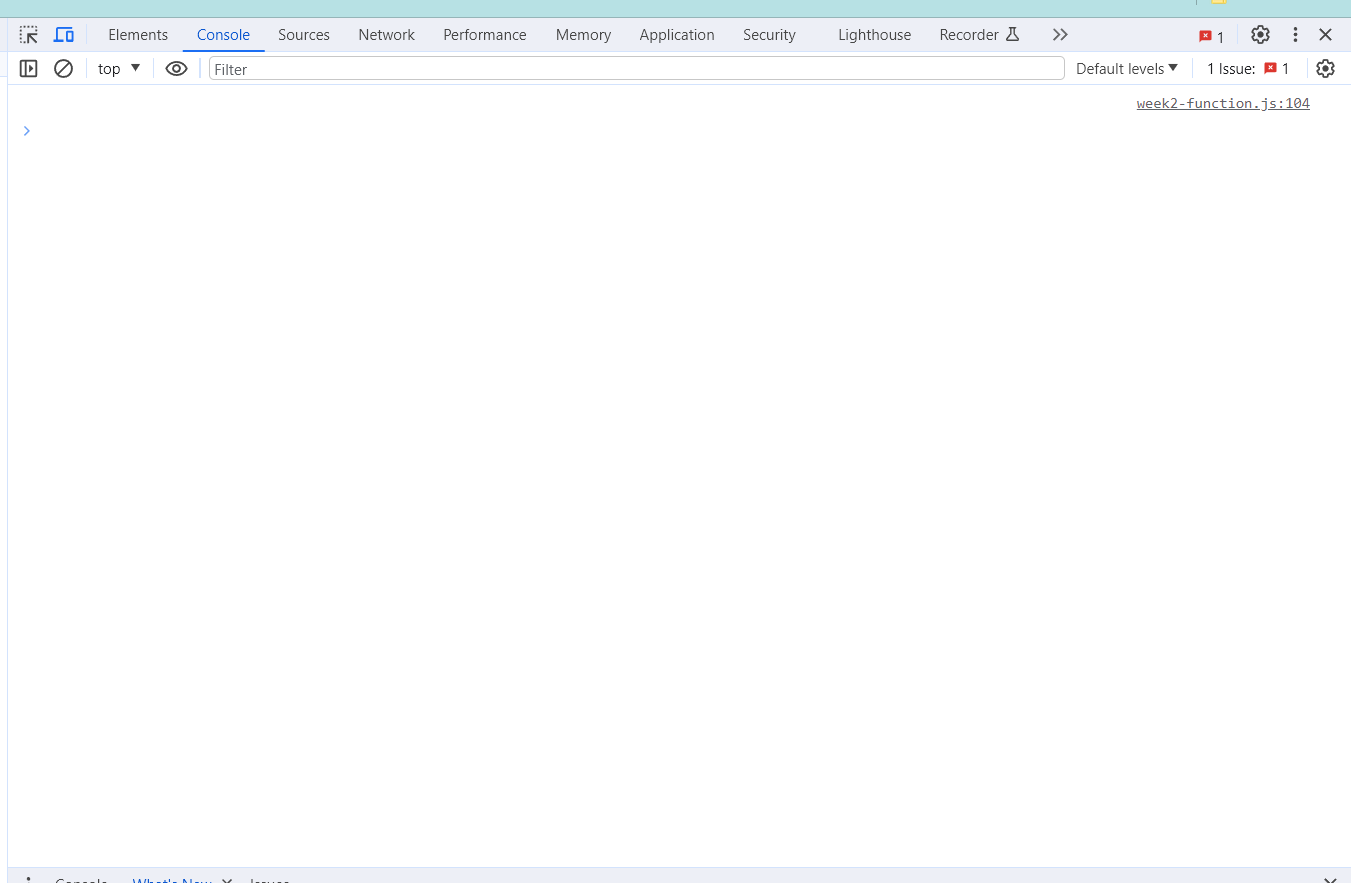 Elements Console Sources Network Performance Memory Application Security Lighthouse Recorder 1
top Filter Default levels 1 Issue: 1
week2-function.js:104
Console What's New Issues